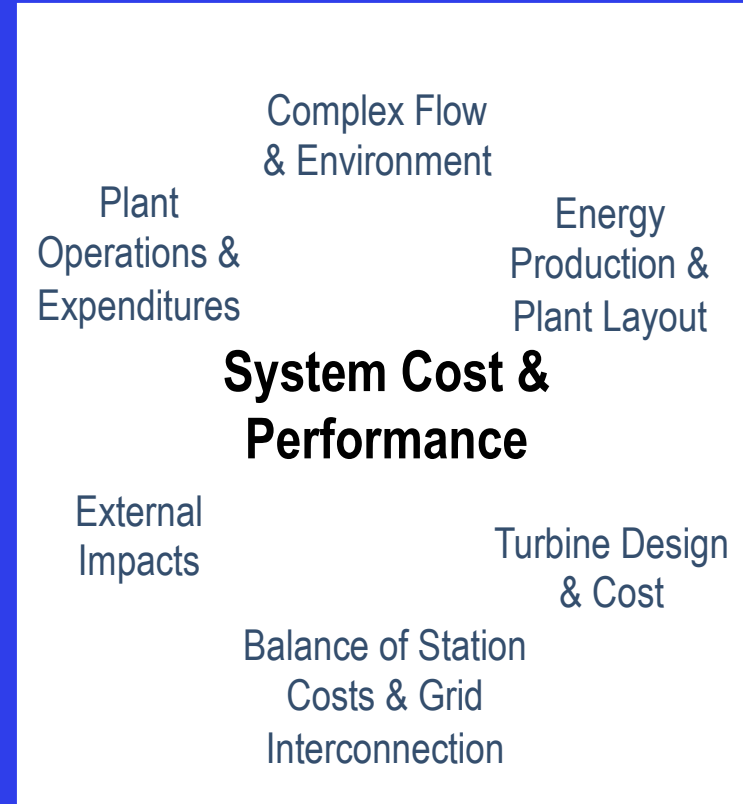 Complex Flow
& Environment
Plant
Operations &
Expenditures
Energy
Production &
Plant Layout
System Cost &
Performance
External
Impacts
Turbine Design
& Cost
Balance of Station
Costs & Grid
Interconnection